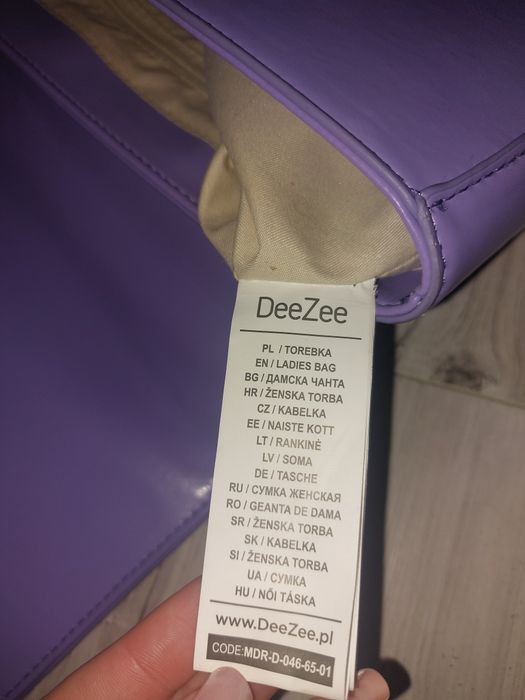 DeeZee
PL / TOREBKA
EN / LADIES BAG
BG / ДАМСКА ЧАНТА
HR / ŽENSKA TORBA
CZ / KABELKA
EE / NAISTE KOTT
LT / RANKINĖ
LV / SOMA
DE / TASCHE
RU / СУМКА ЖЕНСКАЯ
RO / GEANTA DE DAMA
SR / ŽENSKA TORBA
SK / KABELKA
SI / ŽENSKA TORBA
UA / СУМКА
HU / NŐI TÁSKA
www.DeeZee.pl
CODE:MDR-D-046-65-01